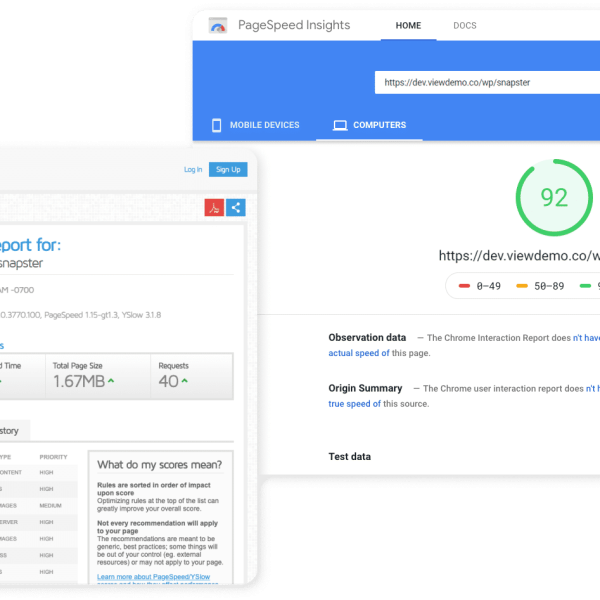 PageSpeed Insights
HOME
DOCS
https://dev.viewdemo.co/wp/snapster
MOBILE DEVICES
COMPUTERS
92
https://dev.viewdemo.co/w
0–49
50–89
Observation data — The Chrome Interaction Report does n't have
actual speed of this page.
Origin Summary — The Chrome user interaction report does n't
true speed of this source.
Test data
Log In
Sign Up
port for:
snapster
AM -0700
0.3770.100, PageSpeed 1.15-gt1.3, YSlow 3.1.8
s
d Time
Total Page Size
Requests
1.67MB
40
story
YPE
PRIORITY
ONTENT
HIGH
S
HIGH
MAGES
MEDIUM
ERVER
HIGH
MAGES
HIGH
SS
HIGH
S
HIGH
What do my scores mean?
Rules are sorted in order of impact
upon score
Optimizing rules at the top of the list can
greatly improve your overall score.
Not every recommendation will apply
to your page
The recommendations are meant to be
generic, best practices; some things will
be out of your control (eg. external
resources) or may not apply to your page.
Learn more about PageSpeed/YSlow
scores and how they affect performance